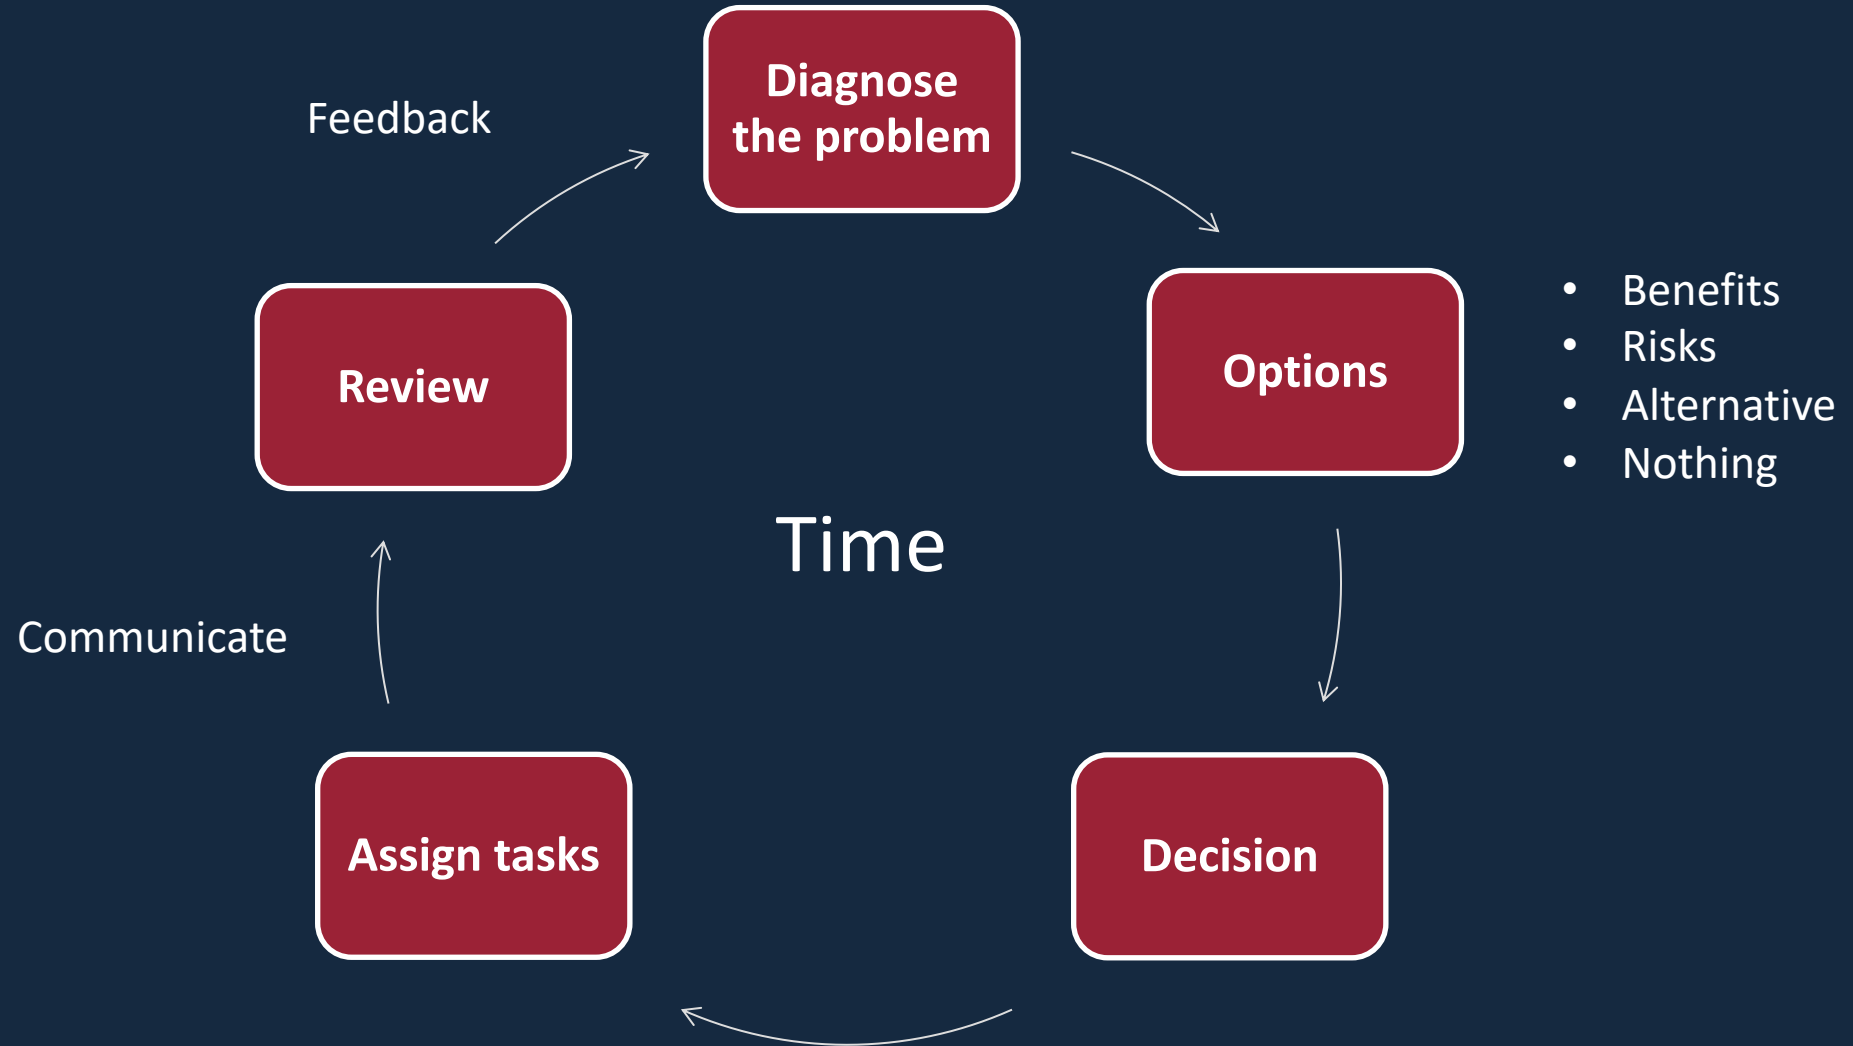 Diagnose
the problem
Feedback
Options
• Benefits
• Risks
• Alternative
• Nothing
Review
Time
Communicate
Assign tasks
Decision